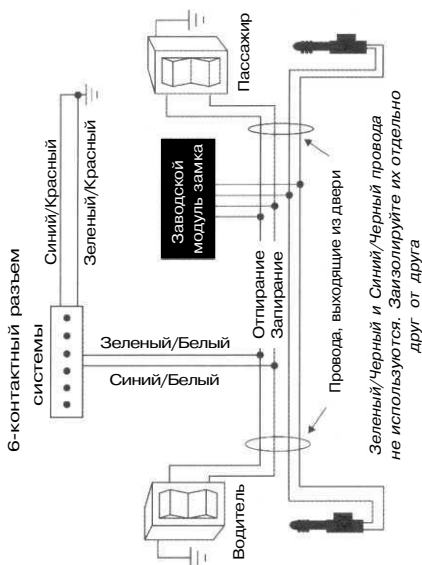 6-контактный разъем
системы
Синий/Красный
Зеленый/Красный
Зеленый/Белый
Синий/Белый
Пассажир
Заводской
модуль замка
Отпирание
Запирание
Провода, выходящие из двери
Водитель
Зеленый/Черный и Синий/Черный провода
не используются. Заизолируйте их отдельно
друг от друга